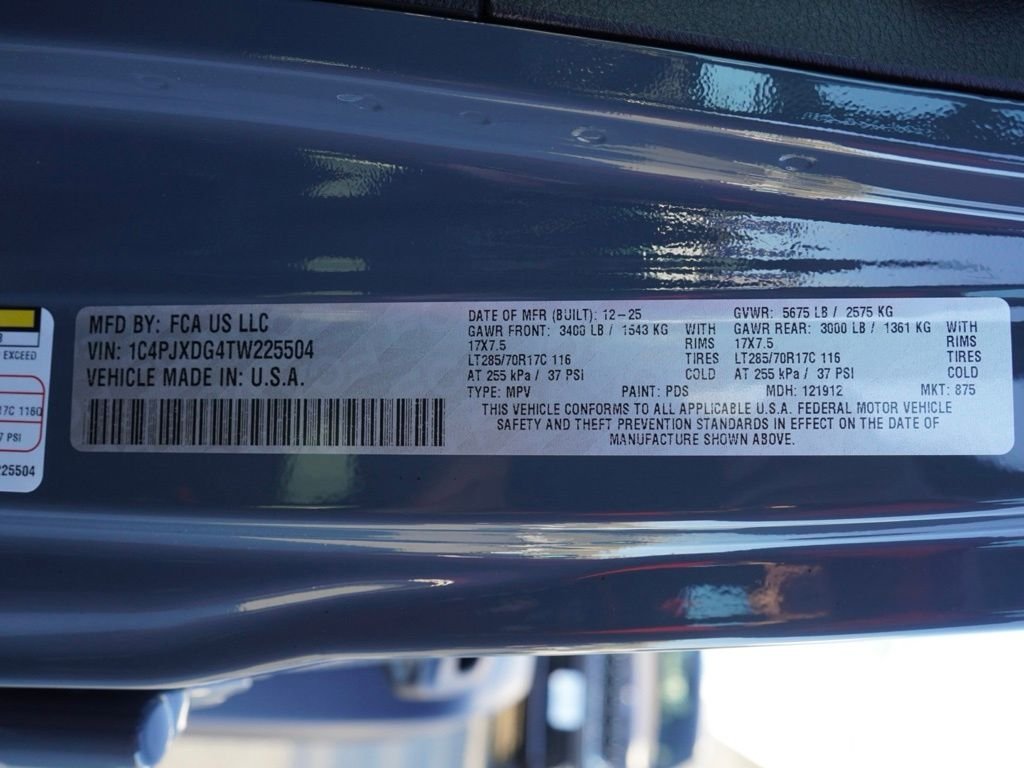 EXCEED
17C 116Q
7 PSI
225504
MFD BY: FCA US LLC
VIN: 1C4PJXDG4TW225504
VEHICLE MADE IN: U.S.A.
DATE OF MFR (BUILT): 12-25 GVWR: 5675 LB / 2575 KG
GAWR FRONT: 3400 LB / 1543 KG WITH GAWR REAR: 3000 LB / 1361 KG WITH
17X7.5 RIMS 17X7.5 RIMS
LT285/70R17C 116 TIRES LT285/70R17C 116 TIRES
AT 255 kPa / 37 PSI COLD AT 255 kPa / 37 PSI COLD
TYPE: MPV PAINT: PDS MDH: 121912 MKT: 875
THIS VEHICLE CONFORMS TO ALL APPLICABLE U.S.A. FEDERAL MOTOR VEHICLE
SAFETY AND THEFT PREVENTION STANDARDS IN EFFECT ON THE DATE OF
MANUFACTURE SHOWN ABOVE.